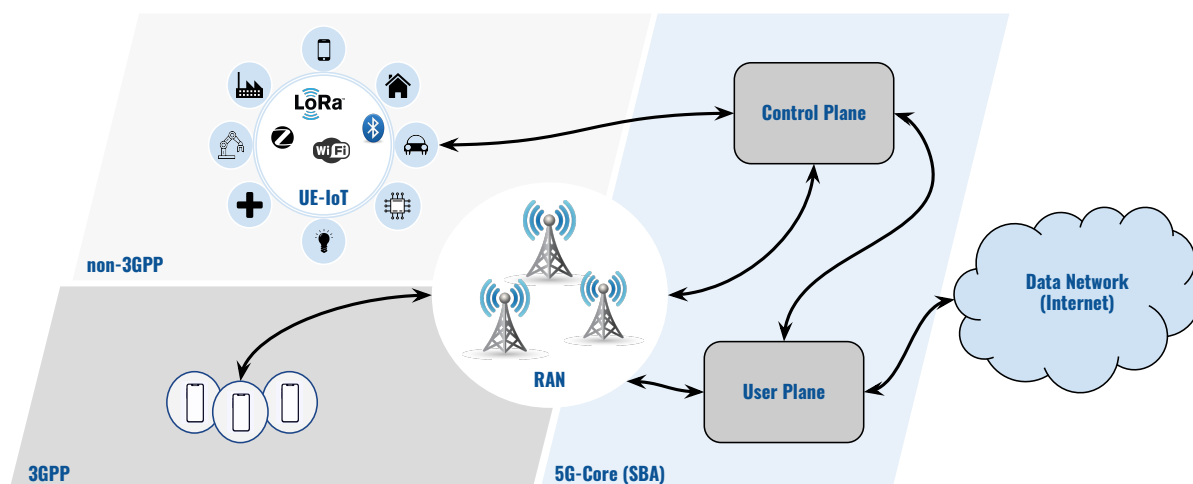 LoRa
Z
WiFi
UE-IoT
Control Plane
non-3GPP
Data Network
(Internet)
RAN
User Plane
3GPP
5G-Core (SBA)